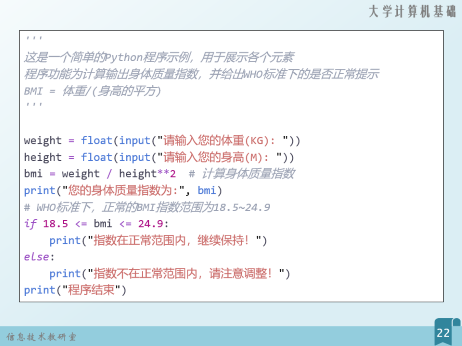 大学计算机基础
'''
这是一个简单的Python程序示例，用于展示各个元素
程序功能为计算输出身体质量指数，并给出WHO标准下的是否正常提示
BMI = 体重/(身高的平方)
'''
weight = float(input("请输入您的体重(KG): "))
height = float(input("请输入您的身高(M): "))
bmi = weight / height**2  # 计算身体质量指数
print("您的身体质量指数为:", bmi)
# WHO标准下，正常的BMI指数范围为18.5~24.9
if 18.5 <= bmi <= 24.9:
    print("指数在正常范围内，继续保持！")
else:
    print("指数不在正常范围内，请注意调整！")
print("程序结束")
信息技术教研室
22